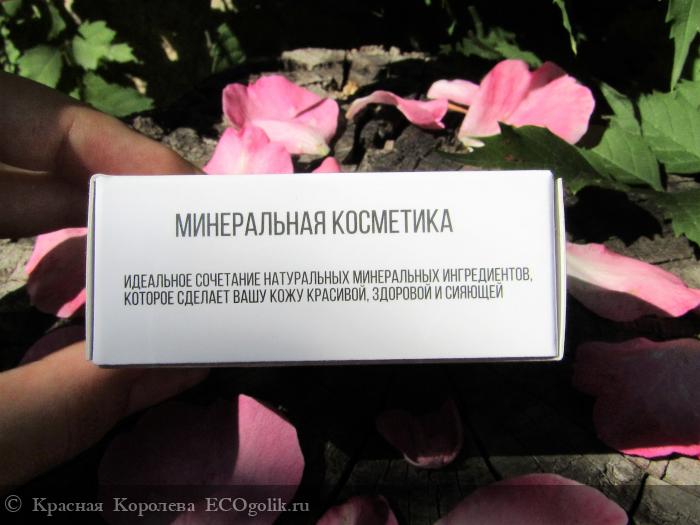 МИНЕРАЛЬНАЯ КОСМЕТИКА
ИДЕАЛЬНОЕ СОЧЕТАНИЕ НАТУРАЛЬНЫХ МИНЕРАЛЬНЫХ ИНГРЕДИЕНТОВ,
КОТОРОЕ СДЕЛАЕТ ВАШУ КОЖУ КРАСИВОЙ, ЗДОРОВОЙ И СИЯЮЩЕЙ
© Красная Королева ECOgolik.ru